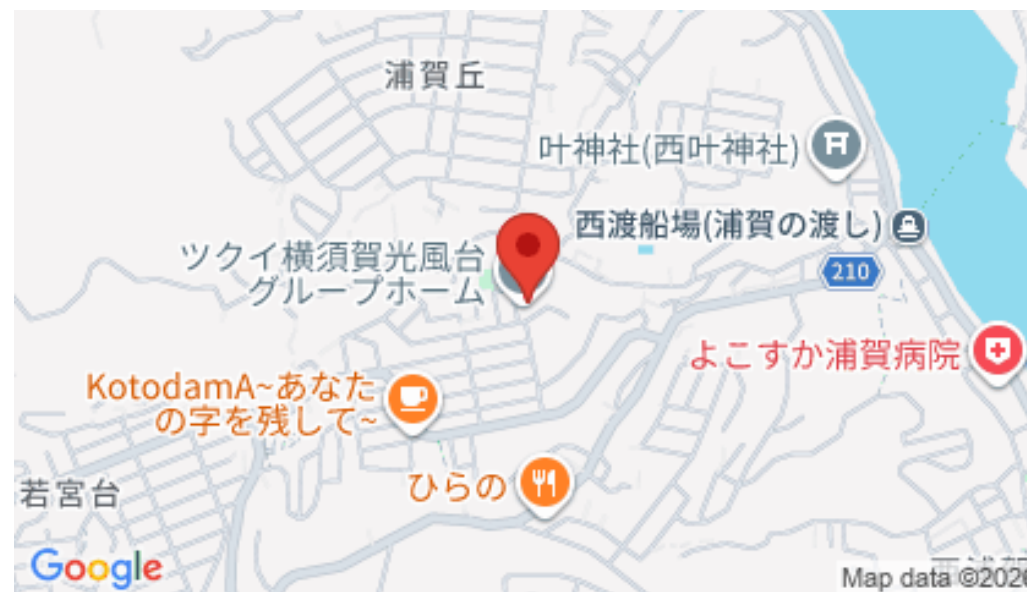 浦賀丘
叶神社(西叶神社)
西渡船場(浦賀の渡し)
ツクイ横須賀光風台
グループホーム
210
よこすか浦賀病院
KotodamA~あなた
の字を残して~
ひらの
若宮台
Google
Map data ©2026